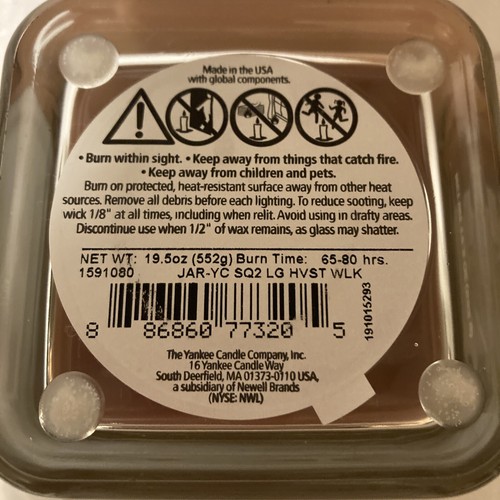 Made in the USA
with global components.
• Burn within sight. • Keep away from things that catch fire.
• Keep away from children and pets.
Burn on protected, heat-resistant surface away from other heat
sources. Remove all debris before each lighting. To reduce sooting, keep
wick 1/8" at all times, including when relit. Avoid using in drafty areas.
Discontinue use when 1/2" of wax remains, as glass may shatter.
NET WT: 19.5oz (552g) Burn Time: 65-80 hrs.
1591080 JAR-YC SQ2 LG HVST WLK
8 86860 77320 5
191015293
The Yankee Candle Company, Inc.
16 Yankee Candle Way
South Deerfield, MA 01373-0110 USA,
a subsidiary of Newell Brands
(NYSE: NWL)